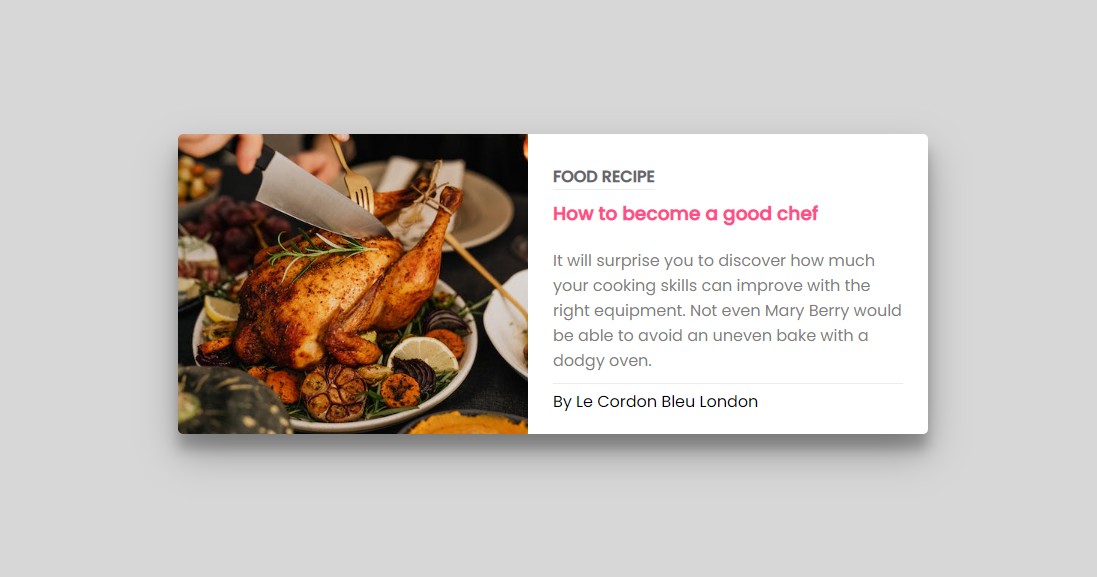 FOOD RECIPE
How to become a good chef
It will surprise you to discover how much
your cooking skills can improve with the
right equipment. Not even Mary Berry would
be able to avoid an uneven bake with a
dodgy oven.
By Le Cordon Bleu London